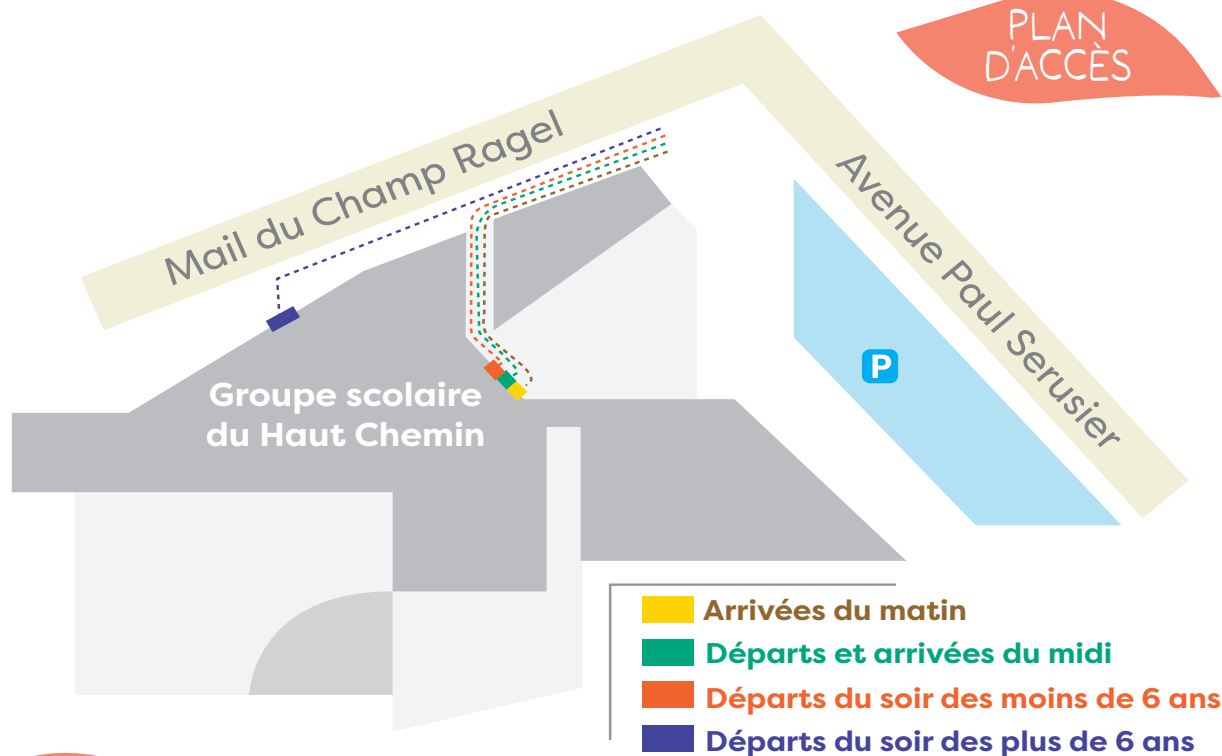 PLAN
D'ACCÈS
Mail du Champ Ragel
Avenue Paul Serusier
P
Groupe scolaire
du Haut Chemin
Arrivées du matin
Départs et arrivées du midi
Départs du soir des moins de 6 ans
Départs du soir des plus de 6 ans